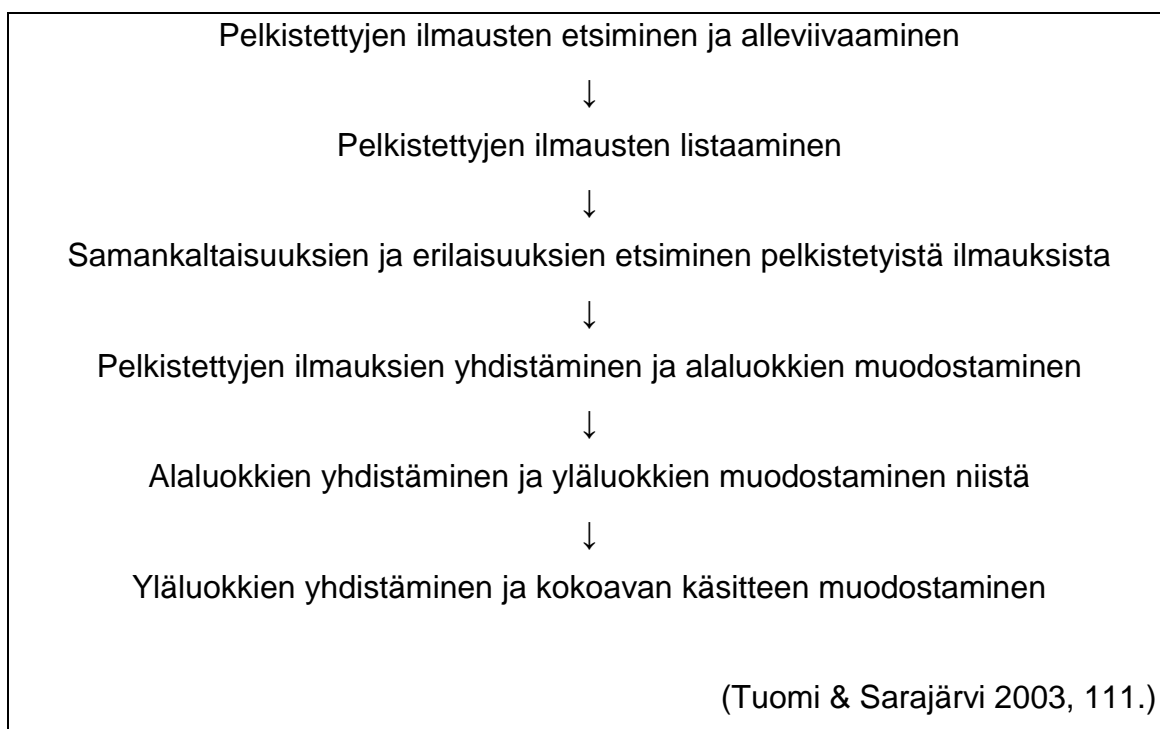 Pelkistettyjen ilmausten etsiminen ja alleviivaaminen
↓
Pelkistettyjen ilmausten listaaminen
↓
Samankaltaisuuksien ja erilaisuuksien etsiminen pelkistetyistä ilmauksista
↓
Pelkistettyjen ilmauksien yhdistäminen ja alaluokkien muodostaminen
↓
Alaluokkien yhdistäminen ja yläluokkien muodostaminen niistä
↓
Yläluokkien yhdistäminen ja kokoavan käsitteen muodostaminen
(Tuomi & Sarajärvi 2003, 111.)